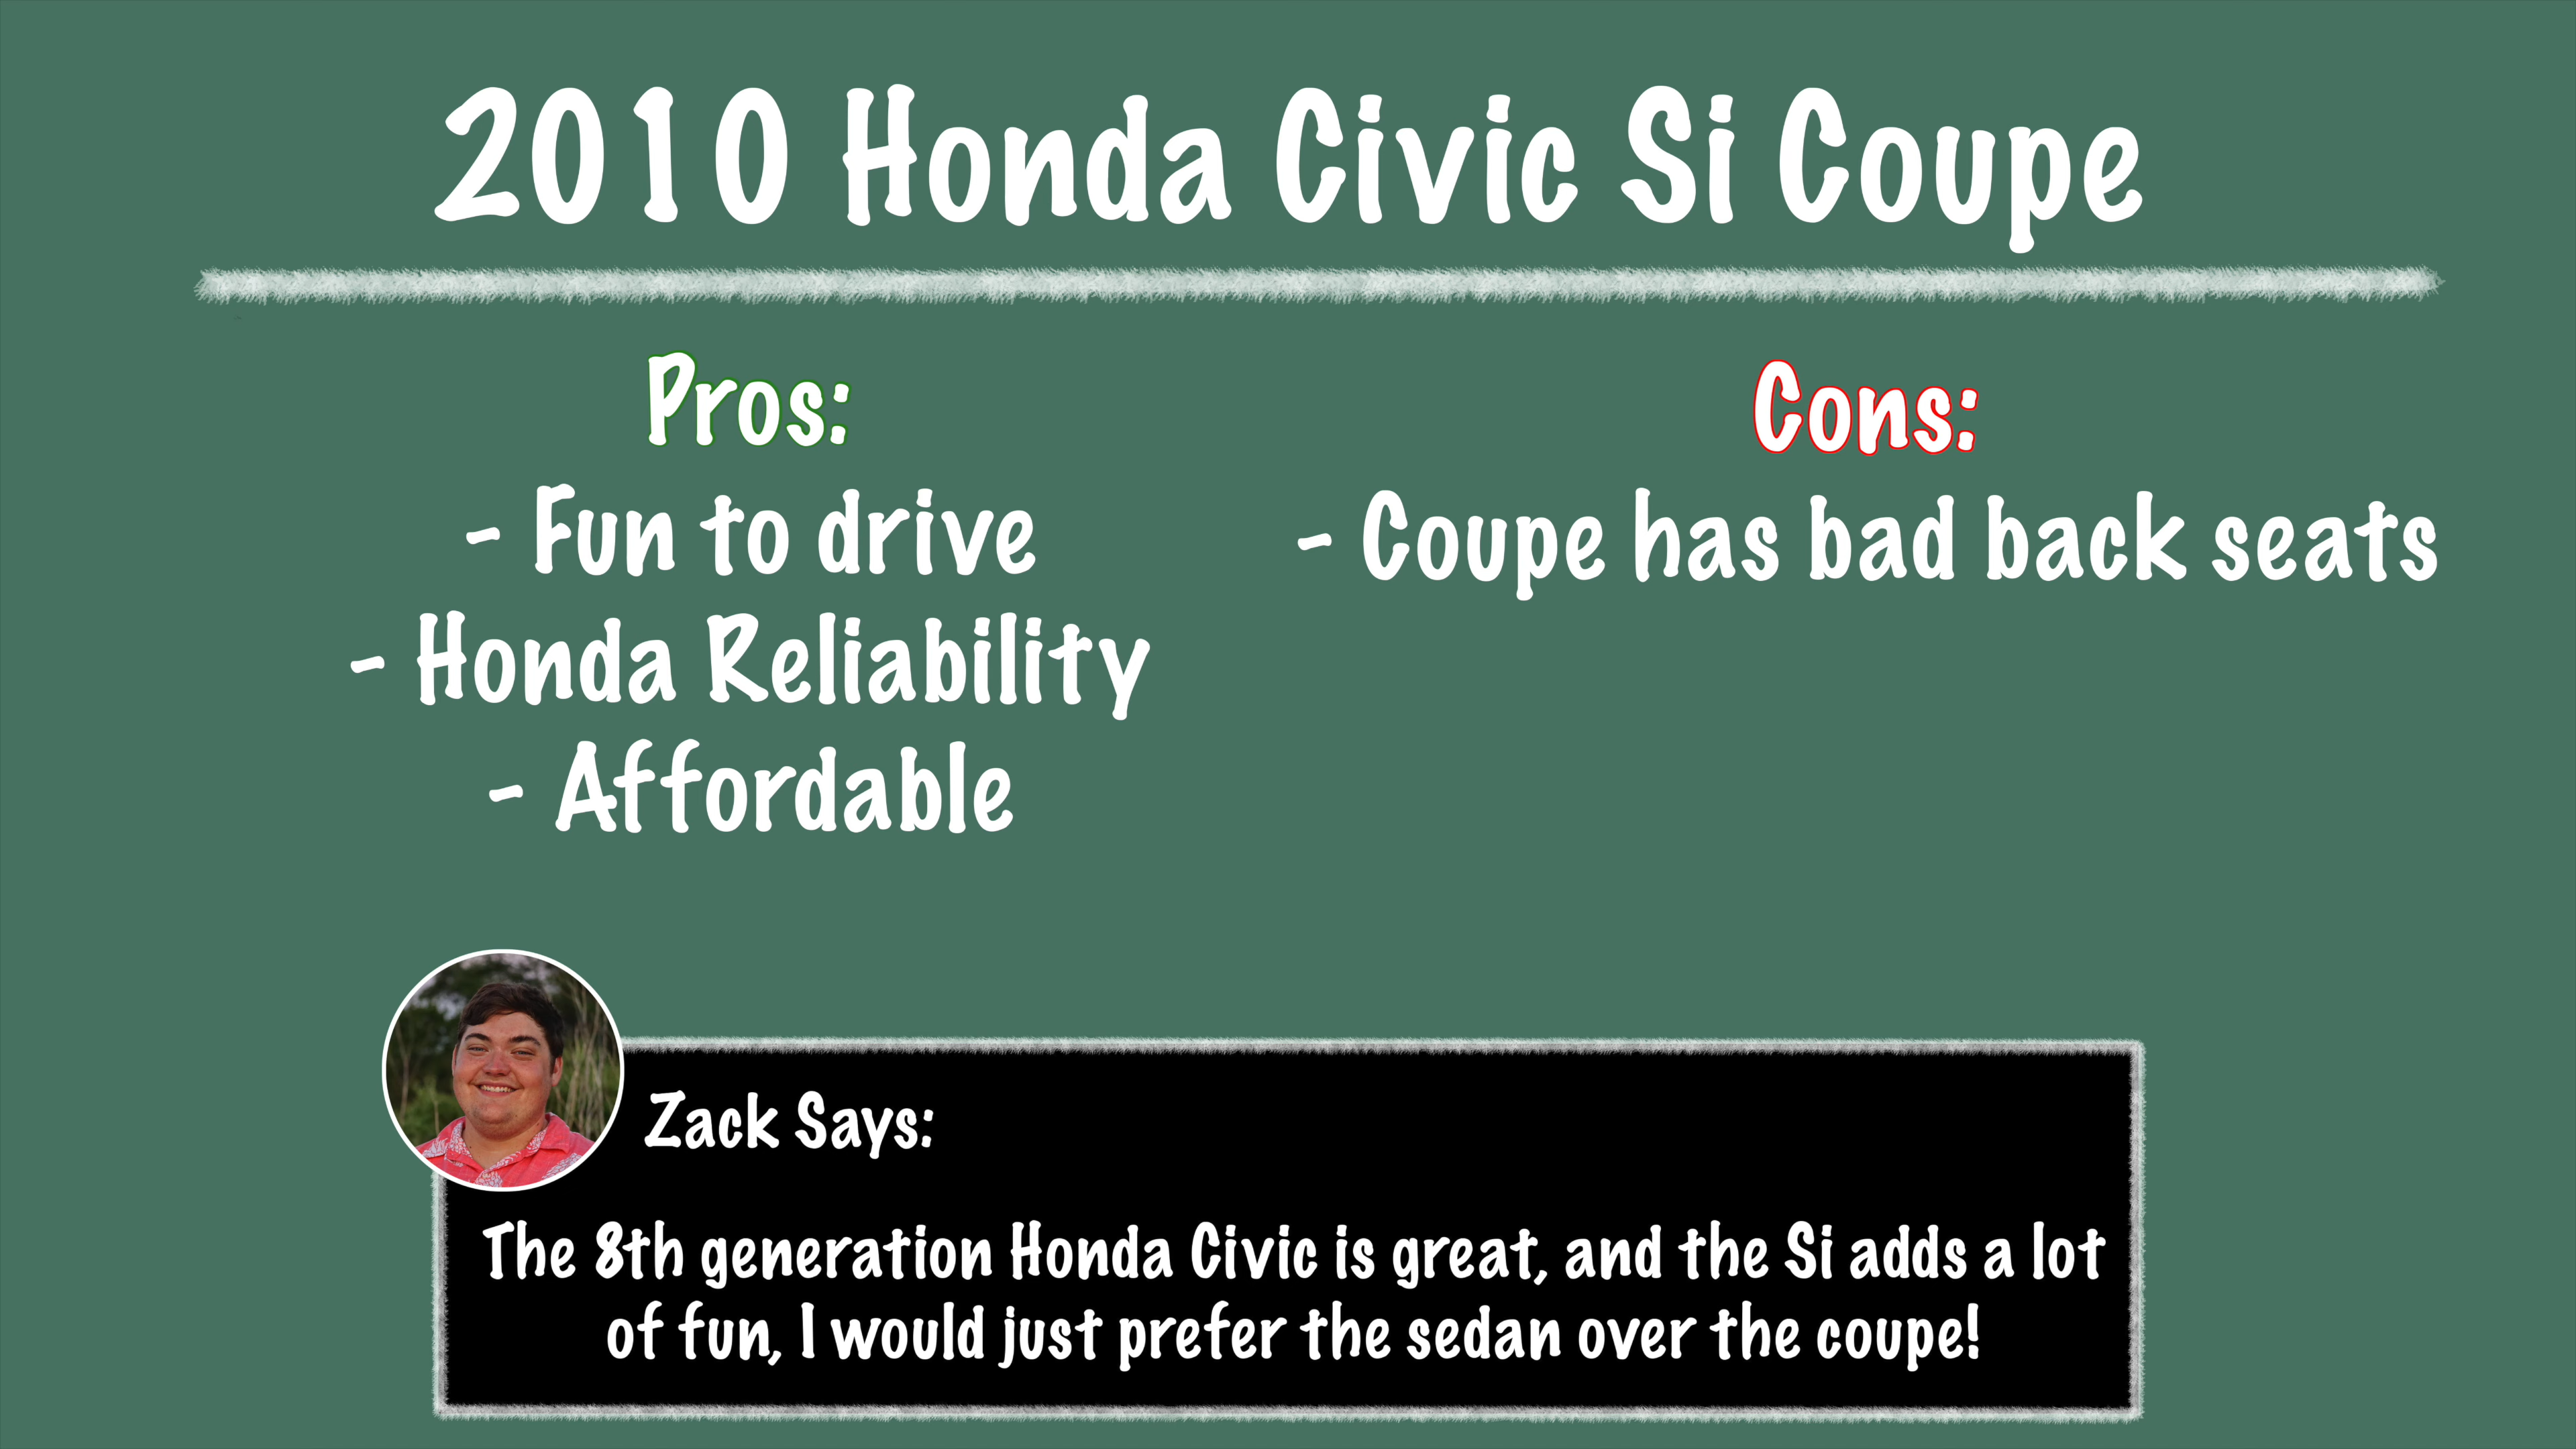 2010 Honda Civic Si Coupe
Pros:
- Fun to drive
- Honda Reliability
- Affordable
Cons:
- Coupe has bad back seats
Zack Says:
The 8th generation Honda Civic is great, and the Si adds a lot
of fun, I would just prefer the sedan over the coupe!